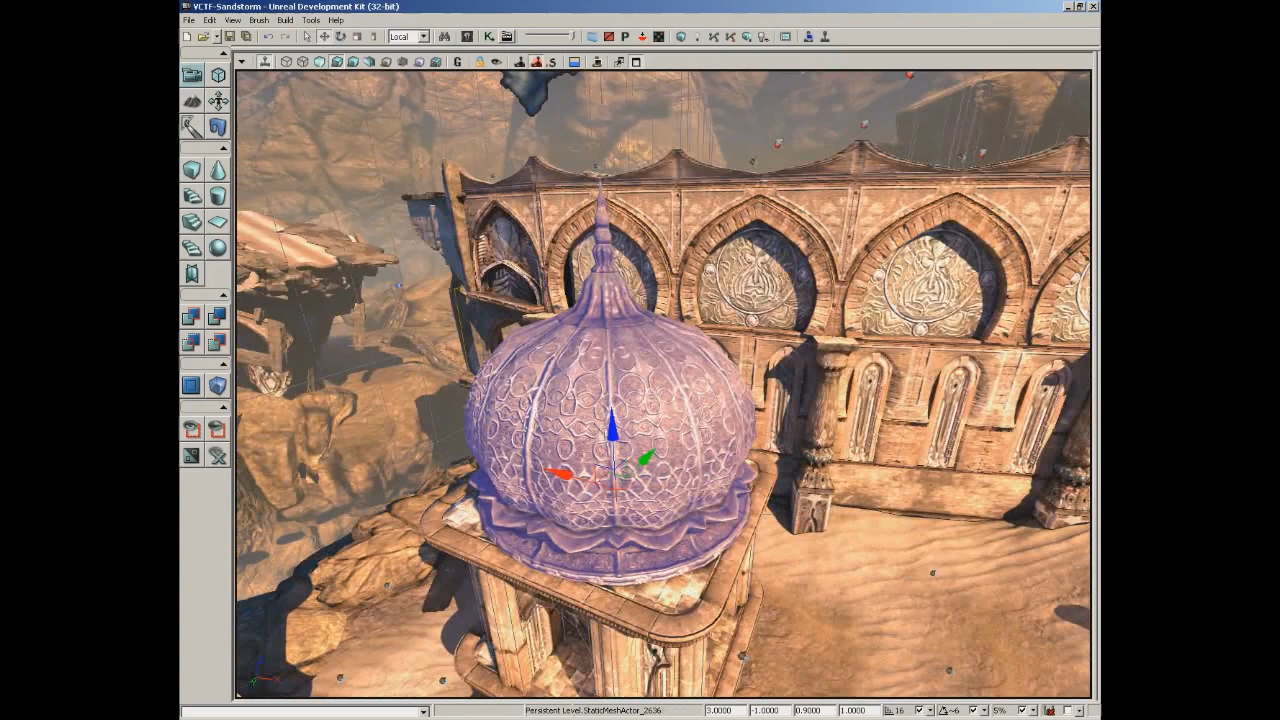 VCTF-Sandstorm - Unreal Development Kit (32-bit)
File Edit View Brush Build Tools Help
Local
G
S
Persistent Level.StaticMeshActor_2636 3.0000 -1.0000 0.9000 1.0000 16 ~6 5%